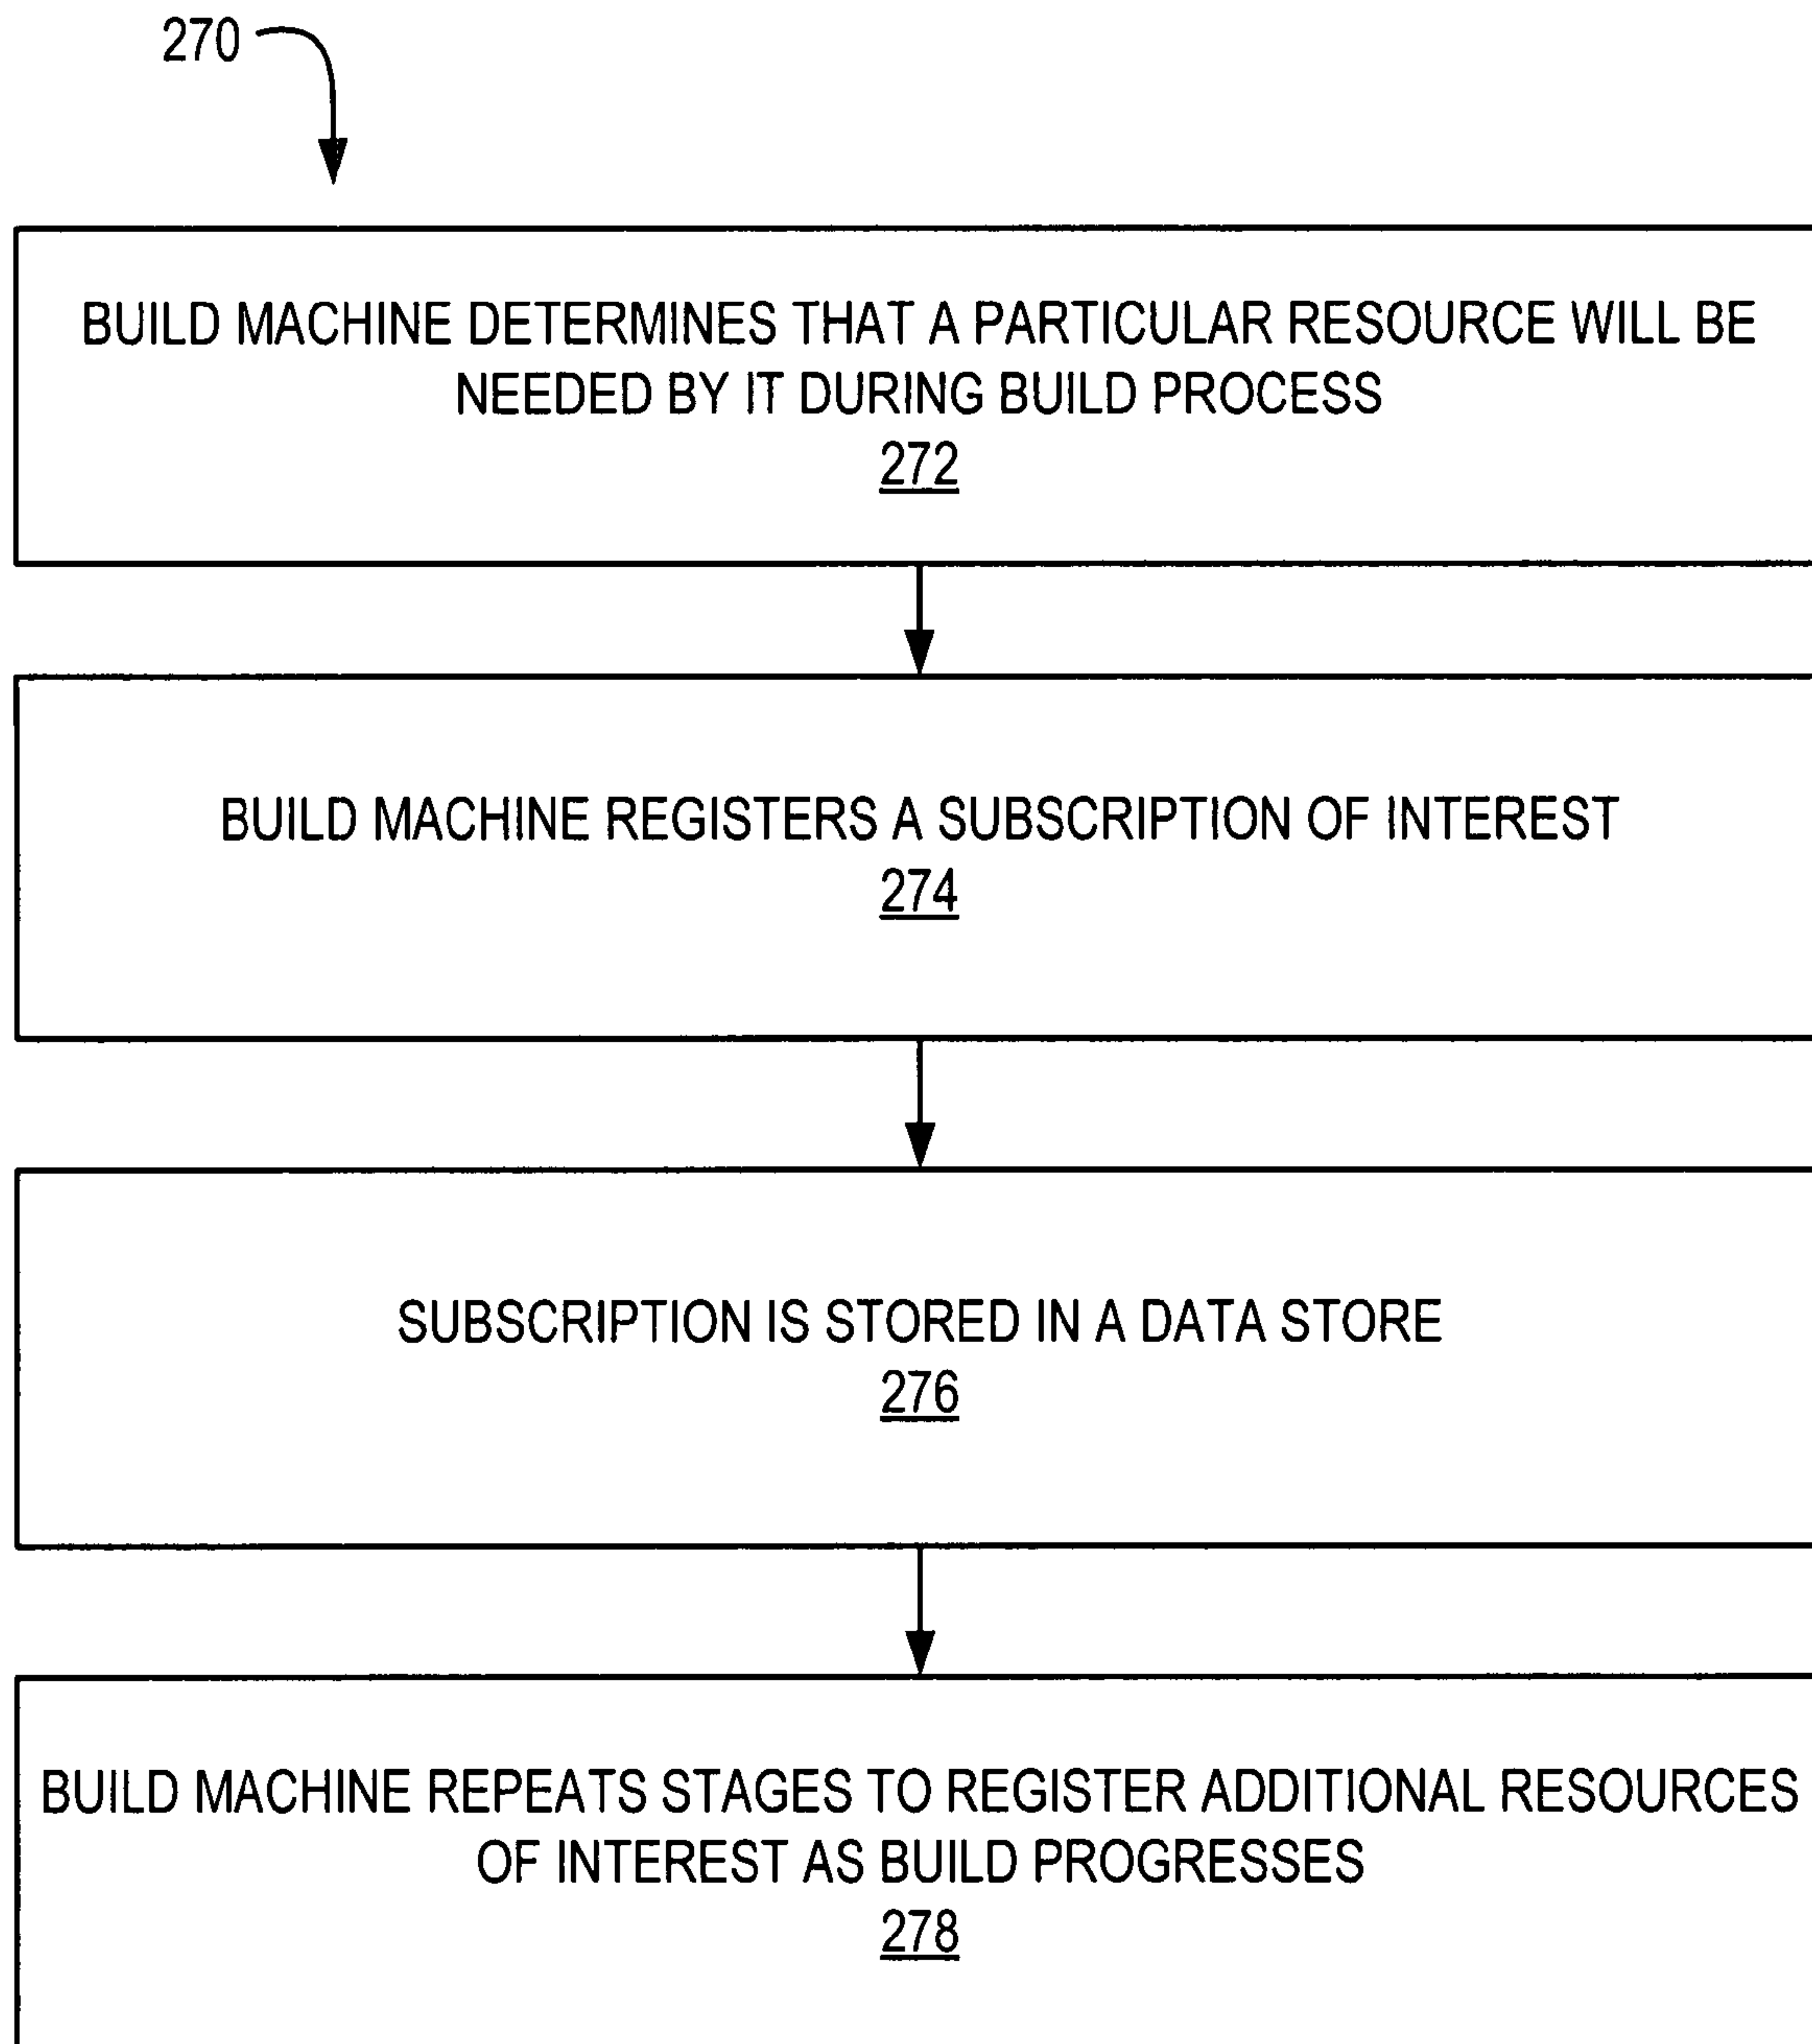 270
BUILD MACHINE DETERMINES THAT A PARTICULAR RESOURCE WILL BE
NEEDED BY IT DURING BUILD PROCESS
272
BUILD MACHINE REGISTERS A SUBSCRIPTION OF INTEREST
274
SUBSCRIPTION IS STORED IN A DATA STORE
276
BUILD MACHINE REPEATS STAGES TO REGISTER ADDITIONAL RESOURCES
OF INTEREST AS BUILD PROGRESSES
278